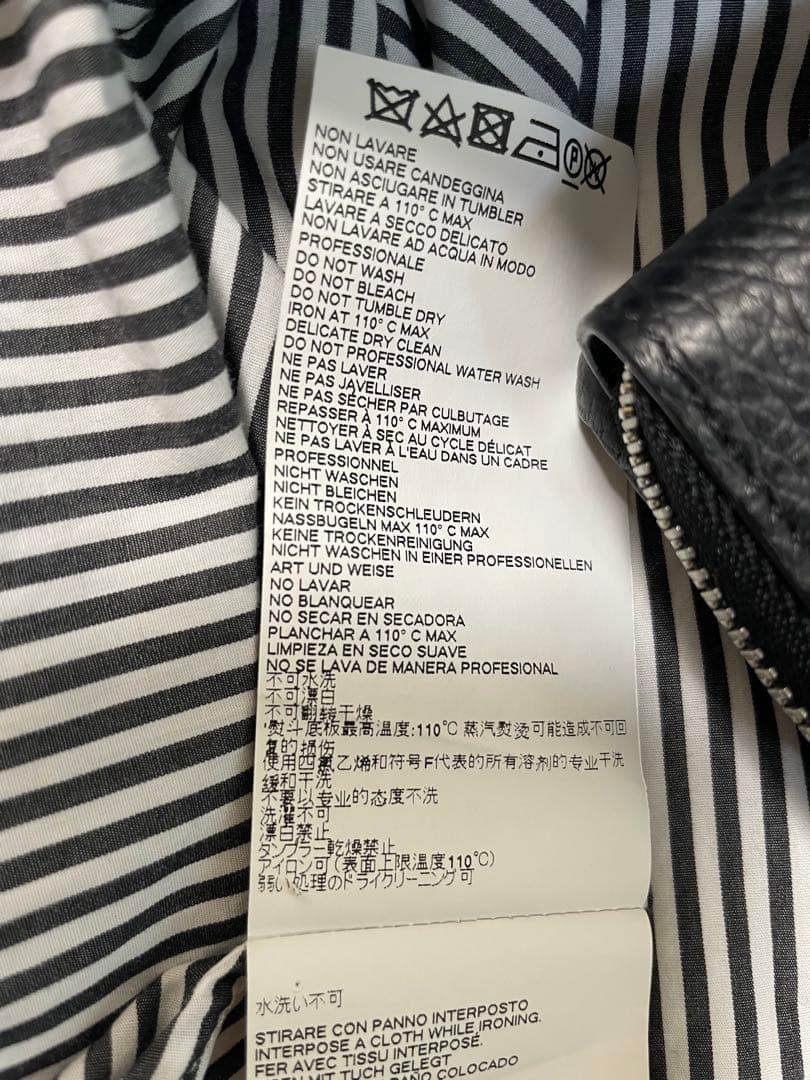 P
NON LAVARE
NON USARE CANDEGGINA
NON ASCIUGARE IN TUMBLER
STIRARE A 110° C MAX
LAVARE A SECCO DELICATO
NON LAVARE AD ACQUA IN MODO
PROFESSIONALE
DO NOT WASH
DO NOT BLEACH
DO NOT TUMBLE DRY
IRON AT 110° C MAX
DELICATE DRY CLEAN
DO NOT PROFESSIONAL WATER WASH
NE PAS LAVER
NE PAS JAVELLISER
NE PAS SÉCHER PAR CULBUTAGE
REPASSER À 110° C MAXIMUM
NETTOYER À SEC AU CYCLE DÉLICAT
NE PAS LAVER À L'EAU DANS UN CADRE
PROFESSIONNEL
NICHT WASCHEN
NICHT BLEICHEN
KEIN TROCKENSCHLEUDERN
NASSBUGELN MAX 110° C MAX
KEINE TROCKENREINIGUNG
NICHT WASCHEN IN EINER PROFESSIONELLEN
ART UND WEISE
NO LAVAR
NO BLANQUEAR
NO SECAR EN SECADORA
PLANCHAR A 110° C MAX
LIMPIEZA EN SECO SUAVE
NO SE LAVA DE MANERA PROFESIONAL
不可水洗
不可漂白
不可翻转干燥
'熨斗底板最高温度:110℃ 蒸汽熨烫可能造成不可回
复的损伤
使用四氯乙烯和符号F代表的所有溶剂的专业干洗
缓和干洗
不要以专业的态度不洗
洗濯不可
漂白禁止
タンブラー乾燥禁止
アイロン可(表面上限温度110℃)
弱い処理のドライクリーニング可
水洗い不可
STIRARE CON PANNO INTERPOSTO
INTERPOSE A CLOTH WHILE IRONING.
FER AVEC TISSU INTERPOSÉ.
MIT TUCH GELEGT
COLOCADO